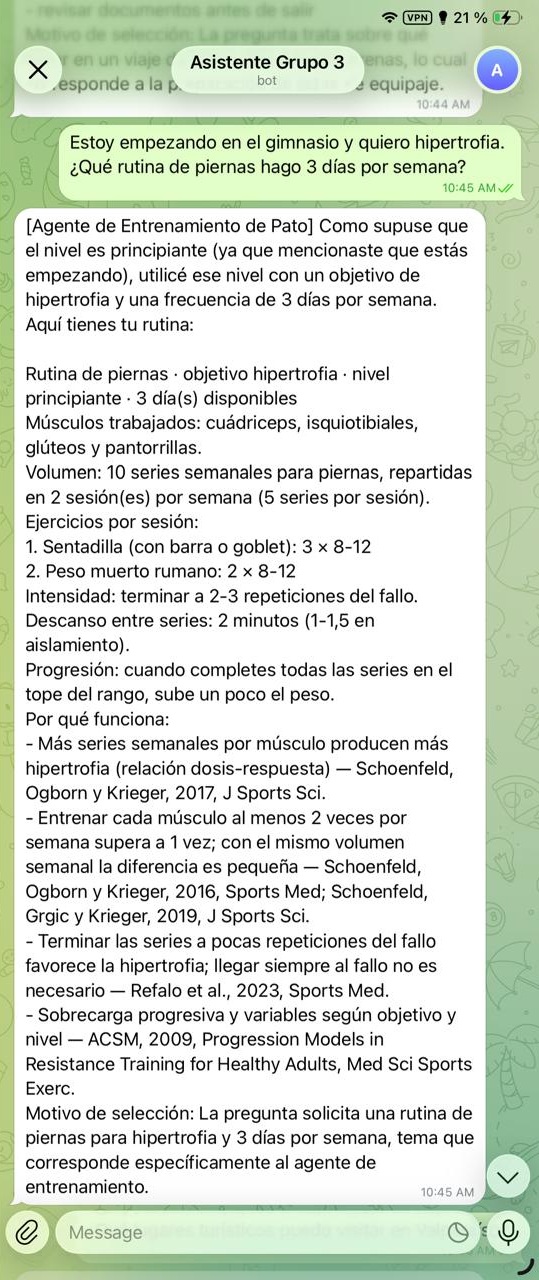 - revisar documentos antes de salir
Motivo de selección: La pregunta trata sobre qué
VPN 21 %
Asistente Grupo 3
bot
A
equipaje.
10:44 AM
Estoy empezando en el gimnasio y quiero hipertrofia.
¿Qué rutina de piernas hago 3 días por semana?
10:45 AM
[Agente de Entrenamiento de Pato] Como supuse que
el nivel es principiante (ya que mencionaste que estás
empezando), utilicé ese nivel con un objetivo de
hipertrofia y una frecuencia de 3 días por semana.
Aquí tienes tu rutina:
Rutina de piernas · objetivo hipertrofia · nivel
principiante · 3 día(s) disponibles
Músculos trabajados: cuádriceps, isquiotibiales,
glúteos y pantorrillas.
Volumen: 10 series semanales para piernas, repartidas
en 2 sesión(es) por semana (5 series por sesión).
Ejercicios por sesión:
1. Sentadilla (con barra o goblet): 3 × 8-12
2. Peso muerto rumano: 2 × 8-12
Intensidad: terminar a 2-3 repeticiones del fallo.
Descanso entre series: 2 minutos (1-1,5 en
aislamiento).
Progresión: cuando completes todas las series en el
tope del rango, sube un poco el peso.
Por qué funciona:
- Más series semanales por músculo producen más
hipertrofia (relación dosis-respuesta) — Schoenfeld,
Ogborn y Krieger, 2017, J Sports Sci.
- Entrenar cada músculo al menos 2 veces por
semana supera a 1 vez; con el mismo volumen
semanal la diferencia es pequeña — Schoenfeld,
Ogborn y Krieger, 2016, Sports Med; Schoenfeld,
Grgic y Krieger, 2019, J Sports Sci.
- Terminar las series a pocas repeticiones del fallo
favorece la hipertrofia; llegar siempre al fallo no es
necesario — Refalo et al., 2023, Sports Med.
- Sobrecarga progresiva y variables según objetivo y
nivel — ACSM, 2009, Progression Models in
Resistance Training for Healthy Adults, Med Sci Sports
Exerc.
Motivo de selección: La pregunta solicita una rutina de
piernas para hipertrofia y 3 días por semana, tema que
corresponde específicamente al agente de
entrenamiento.
10:45 AM
Message